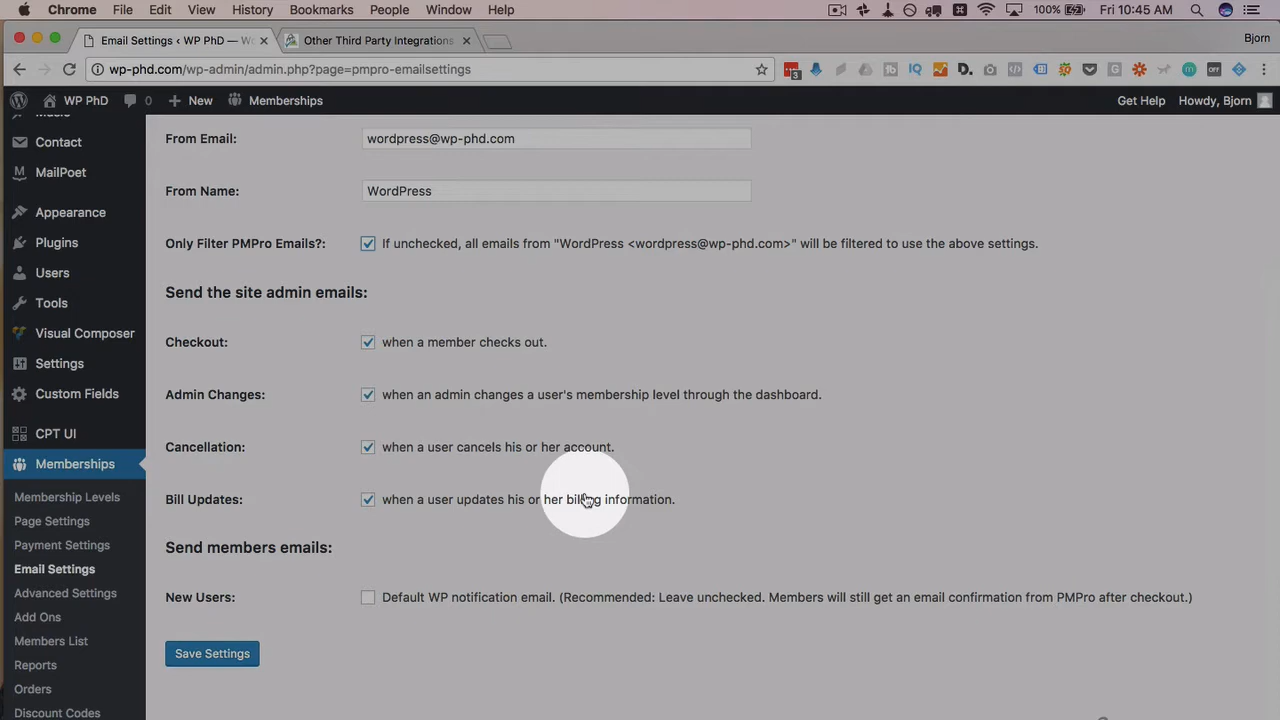 Chrome File Edit View History Bookmarks People Window Help 100% Fri 10:45 AM
Email Settings ‹ WP PhD — W Other Third Party Integrations Bjorn
wp-phd.com/wp-admin/admin.php?page=pmpro-emailsettings 3
WP PhD 0 New Memberships Get Help Howdy, Bjorn
Music
Contact
MailPoet
Appearance
Plugins
Users
Tools
Visual Composer
Settings
Custom Fields
CPT UI
Memberships
Membership Levels
Page Settings
Payment Settings
Email Settings
Advanced Settings
Add Ons
Members List
Reports
Orders
Discount Codes
From Email: wordpress@wp-phd.com
From Name: WordPress
Only Filter PMPro Emails?: If unchecked, all emails from "WordPress <wordpress@wp-phd.com>" will be filtered to use the above settings.
Send the site admin emails:
Checkout: when a member checks out.
Admin Changes: when an admin changes a user's membership level through the dashboard.
Cancellation: when a user cancels his or her account.
Bill Updates: when a user updates his or her billing information.
Send members emails:
New Users: Default WP notification email. (Recommended: Leave unchecked. Members will still get an email confirmation from PMPro after checkout.)
Save Settings